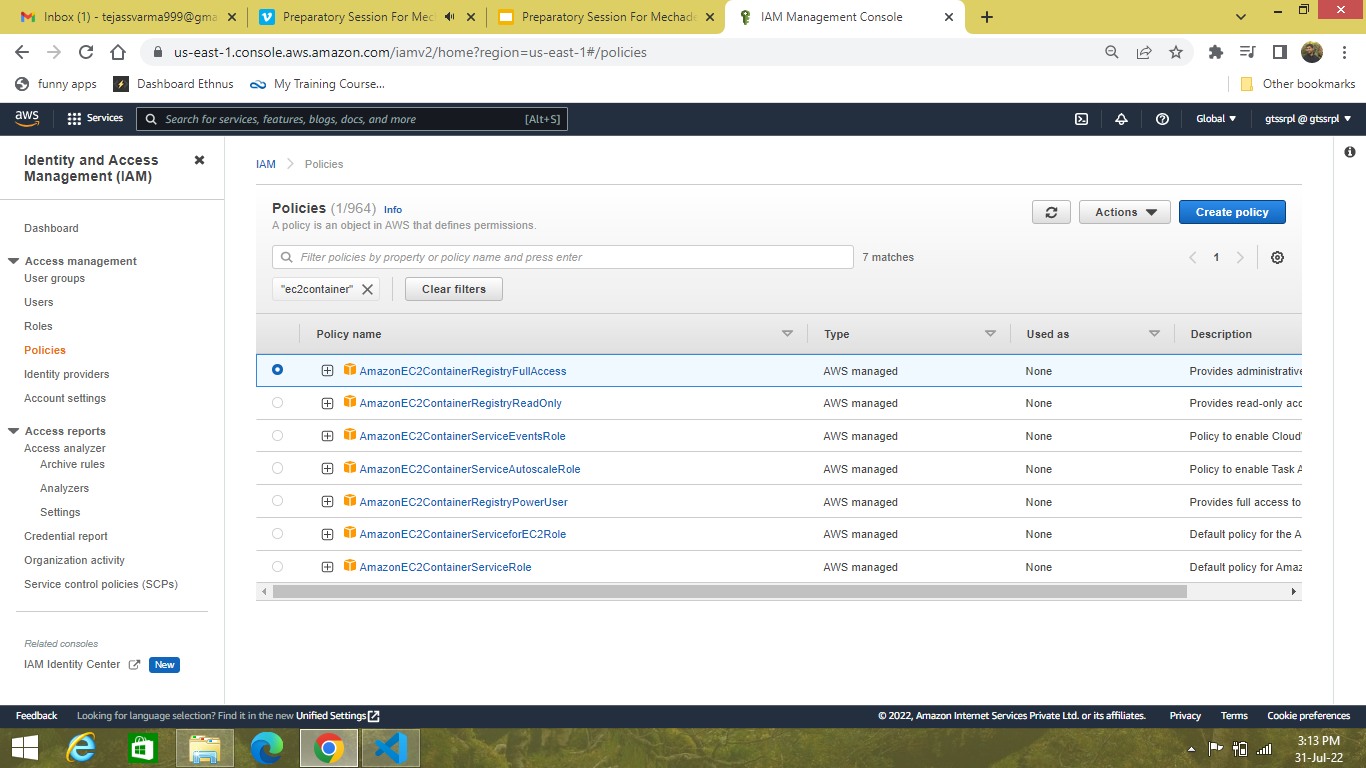 Inbox (1) - tejassvarma999@gma
Preparatory Session For Mec
Preparatory Session For Mechade
IAM Management Console
us-east-1.console.aws.amazon.com/iamv2/home?region=us-east-1#/policies
funny apps
Dashboard Ethnus
My Training Course...
Other bookmarks
aws
Services
Search for services, features, blogs, docs, and more
[Alt+S]
Global
gtssrpl @ gtssrpl
Identity and Access
Management (IAM)
Dashboard
Access management
User groups
Users
Roles
Policies
Identity providers
Account settings
Access reports
Access analyzer
Archive rules
Analyzers
Settings
Credential report
Organization activity
Service control policies (SCPs)
Related consoles
IAM Identity Center New
IAM Policies
Policies (1/964) Info
A policy is an object in AWS that defines permissions.
Actions
Create policy
Filter policies by property or policy name and press enter
7 matches
1
"ec2container"
Clear filters
Policy name Type Used as Description
AmazonEC2ContainerRegistryFullAccess AWS managed None Provides administrative
AmazonEC2ContainerRegistryReadOnly AWS managed None Provides read-only acc
AmazonEC2ContainerServiceEventsRole AWS managed None Policy to enable Cloud
AmazonEC2ContainerServiceAutoscaleRole AWS managed None Policy to enable Task A
AmazonEC2ContainerRegistryPowerUser AWS managed None Provides full access to
AmazonEC2ContainerServiceforEC2Role AWS managed None Default policy for the A
AmazonEC2ContainerServiceRole AWS managed None Default policy for Amaz
Feedback Looking for language selection? Find it in the new Unified Settings
© 2022, Amazon Internet Services Private Ltd. or its affiliates. Privacy Terms Cookie preferences
3:13 PM
31-Jul-22